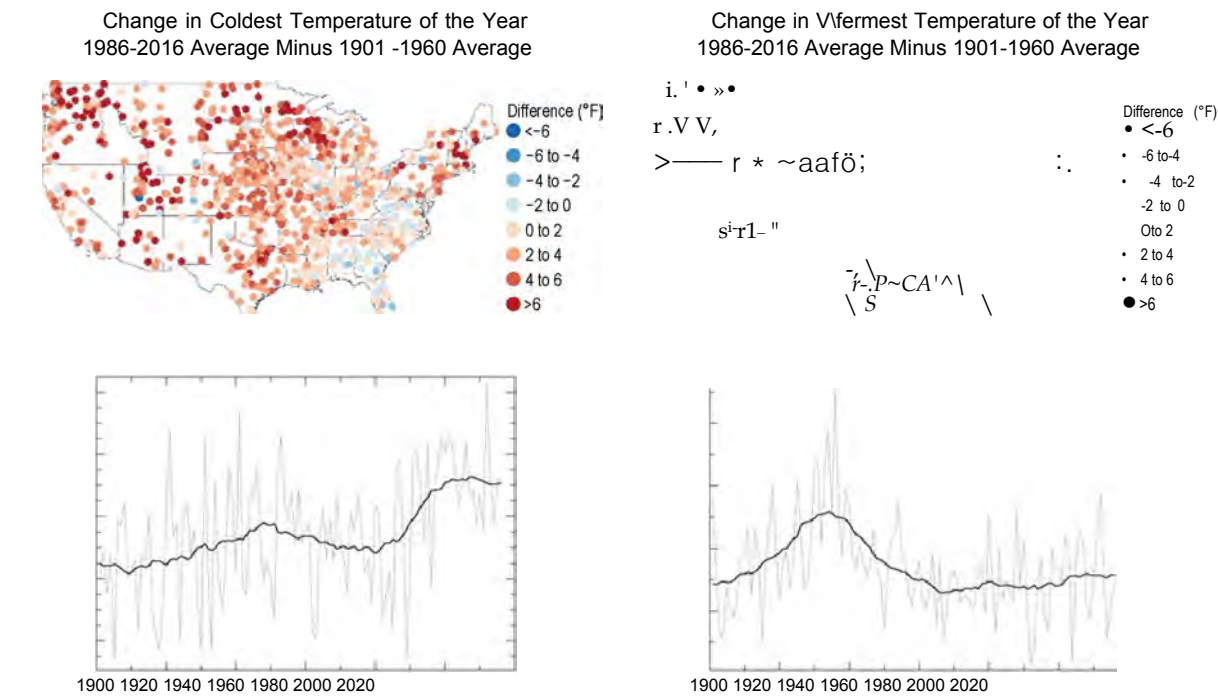 Change in Coldest Temperature of the Year
1986-2016 Average Minus 1901 -1960 Average
Difference (°F)
<-6
−6 to −4
−4 to −2
−2 to 0
0 to 2
2 to 4
4 to 6
>6
Change in V\fermest Temperature of the Year
1986-2016 Average Minus 1901-1960 Average
i. ' • »•
r .V V,
>—— r * ~aafö; :.
s¡-r1– "
r-.P~CA'^\
\ S \
Difference (°F)
• <-6
• -6 to-4
• -4 to-2
-2 to 0
Oto 2
• 2 to 4
• 4 to 6
● >6
1900 1920 1940 1960 1980 2000 2020
1900 1920 1940 1960 1980 2000 2020